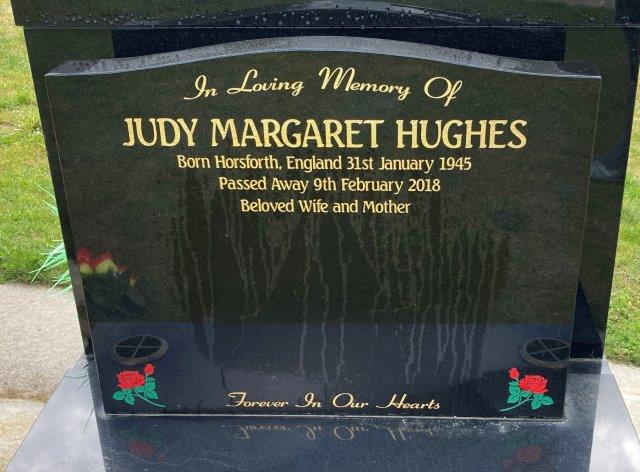 In Loving Memory Of
JUDY MARGARET HUGHES
Born Horsforth, England 31st January 1945
Passed Away 9th February 2018
Beloved Wife and Mother
Forever In Our Hearts